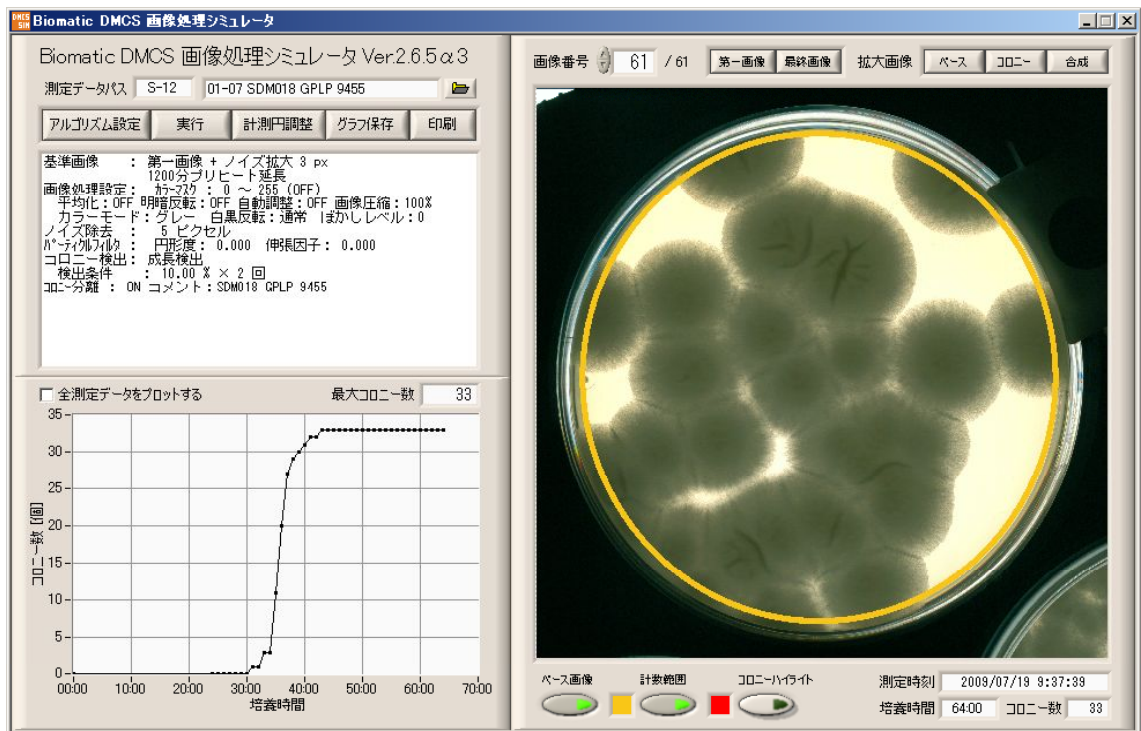 DMCS SIM Biomatic DMCS 画像処理シミュレータ
Biomatic DMCS 画像処理シミュレータ Ver.2.6.5α3
測定データパス S-12 01-07 SDM018 GPLP 9455
アルゴリズム設定 実行 計測円調整 グラフ保存 印刷
基準画像 : 第一画像 + ノイズ拡大 3 px
1200分プリヒート延長
画像処理設定: カラーマスク : 0 ～ 255 (OFF)
平均化:OFF 明暗反転:OFF 自動調整:OFF 画像圧縮:100%
カラーモード:グレー 白黒反転:通常 ぼかしレベル:0
ノイズ除去 : 5 ピクセル
パーティクルフィルタ : 円形度: 0.000 伸張因子: 0.000
コロニー検出: 成長検出
検出条件 : 10.00 % × 2 回
コロニー分離 : ON コメント:SDM018 GPLP 9455
全測定データをプロットする 最大コロニー数 33
35
30
25
20
15
10
5
0
コロニー数 [個]
00:00 10:00 20:00 30:00 40:00 50:00 60:00 70:00
培養時間
画像番号 61 / 61 第一画像 最終画像 拡大画像 ベース コロニー 合成
ベース画像 計数範囲 コロニーハイライト
測定時刻 2009/07/19 9:37:39
培養時間 64:00 コロニー数 33